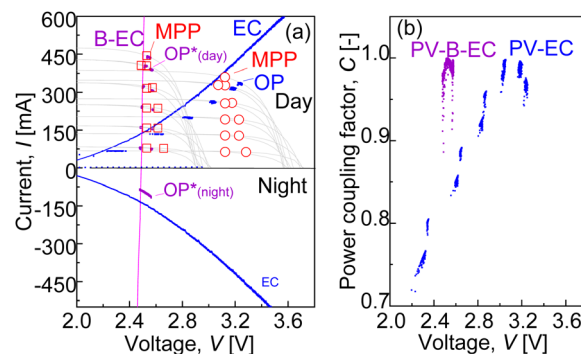 600
450
300
150
0
-150
-300
-450
Current, I [mA]
B-EC
MPP
EC
OP*(day)
(a)
MPP
OP
Day
Night
OP*(night)
EC
2.0 2.4 2.8 3.2 3.6
Voltage, V [V]
(b)
PV-B-EC PV-EC
1.0
0.9
0.8
0.7
Power coupling factor, C [-]
2.0 2.4 2.8 3.2 3.6
Voltage, V [V]